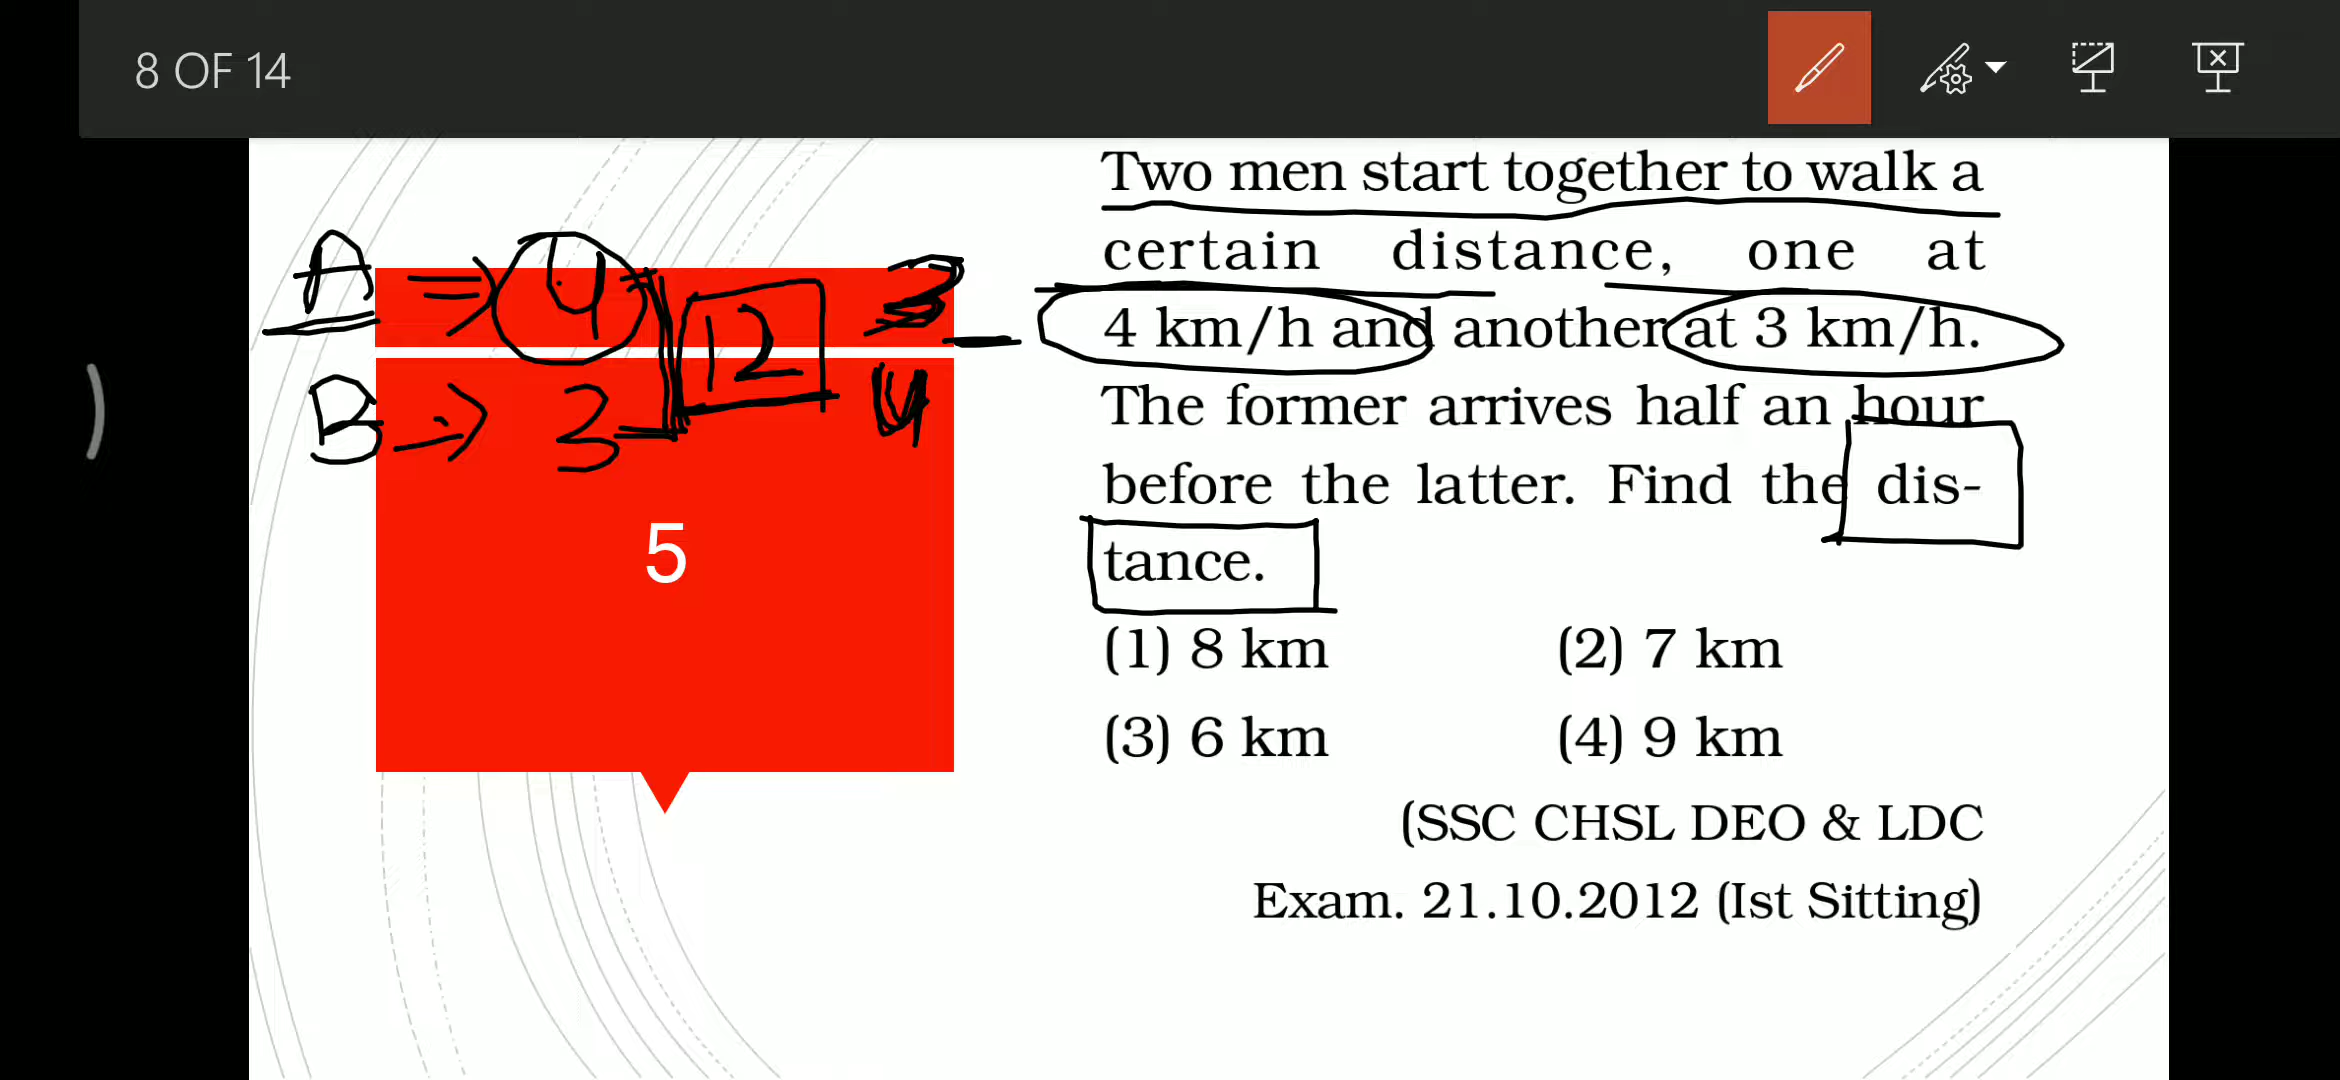 8 OF 14
A ⇒ 4 12 3
B → 3 4
5
Two men start together to walk a
certain distance, one at
4 km/h and another at 3 km/h.
The former arrives half an hour
before the latter. Find the dis-
tance.
(1) 8 km (2) 7 km
(3) 6 km (4) 9 km
(SSC CHSL DEO & LDC
Exam. 21.10.2012 (Ist Sitting)